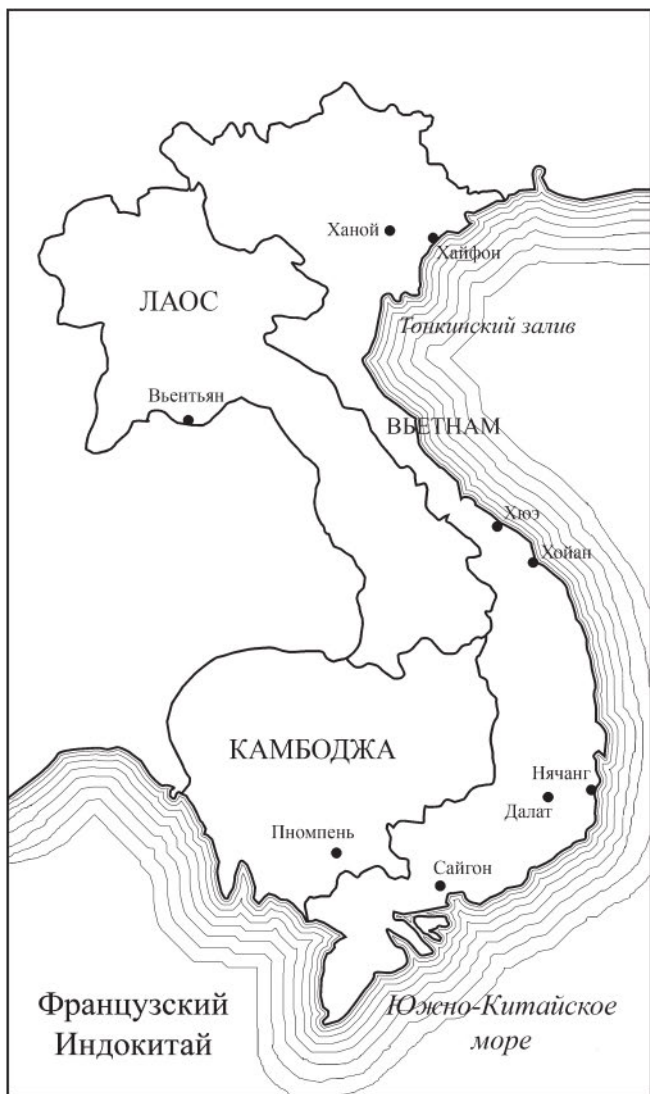 Ханой
Хайфон
ЛАОС
Тонкинский залив
Вьентьян
ВЬЕТНАМ
Хюэ
Хойан
КАМБОДЖА
Нячанг
Далат
Пномпень
Сайгон
Французский
Индокитай
Южно-Китайское
море